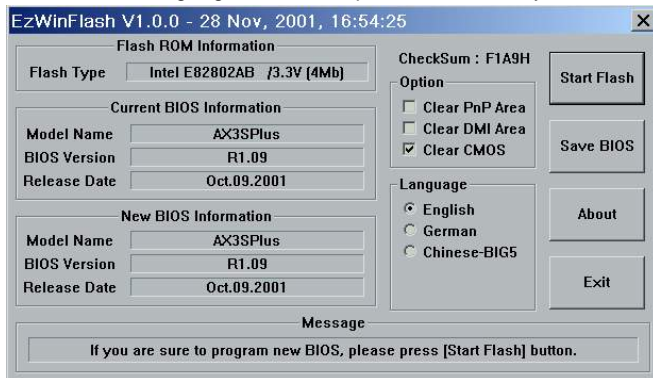 EzWinFlash V1.0.0 - 28 Nov, 2001, 16:54:25
Flash ROM Information
Flash Type Intel E82802AB /3.3V (4Mb)
Current BIOS Information
Model Name AX3SPlus
BIOS Version R1.09
Release Date Oct.09.2001
New BIOS Information
Model Name AX3SPlus
BIOS Version R1.09
Release Date Oct.09.2001
CheckSum : F1A9H
Option
Clear PnP Area
Clear DMI Area
Clear CMOS
Language
English
German
Chinese-BIG5
Start Flash
Save BIOS
About
Exit
Message
If you are sure to program new BIOS, please press [Start Flash] button.